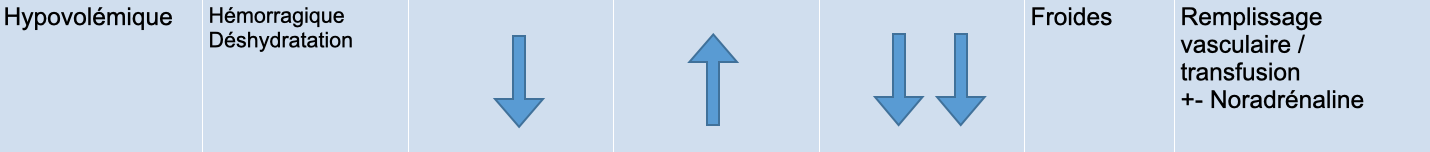 Hypovolémique
Hémorragique
Déshydratation
Froides
Remplissage
vasculaire /
transfusion
+- Noradrénaline